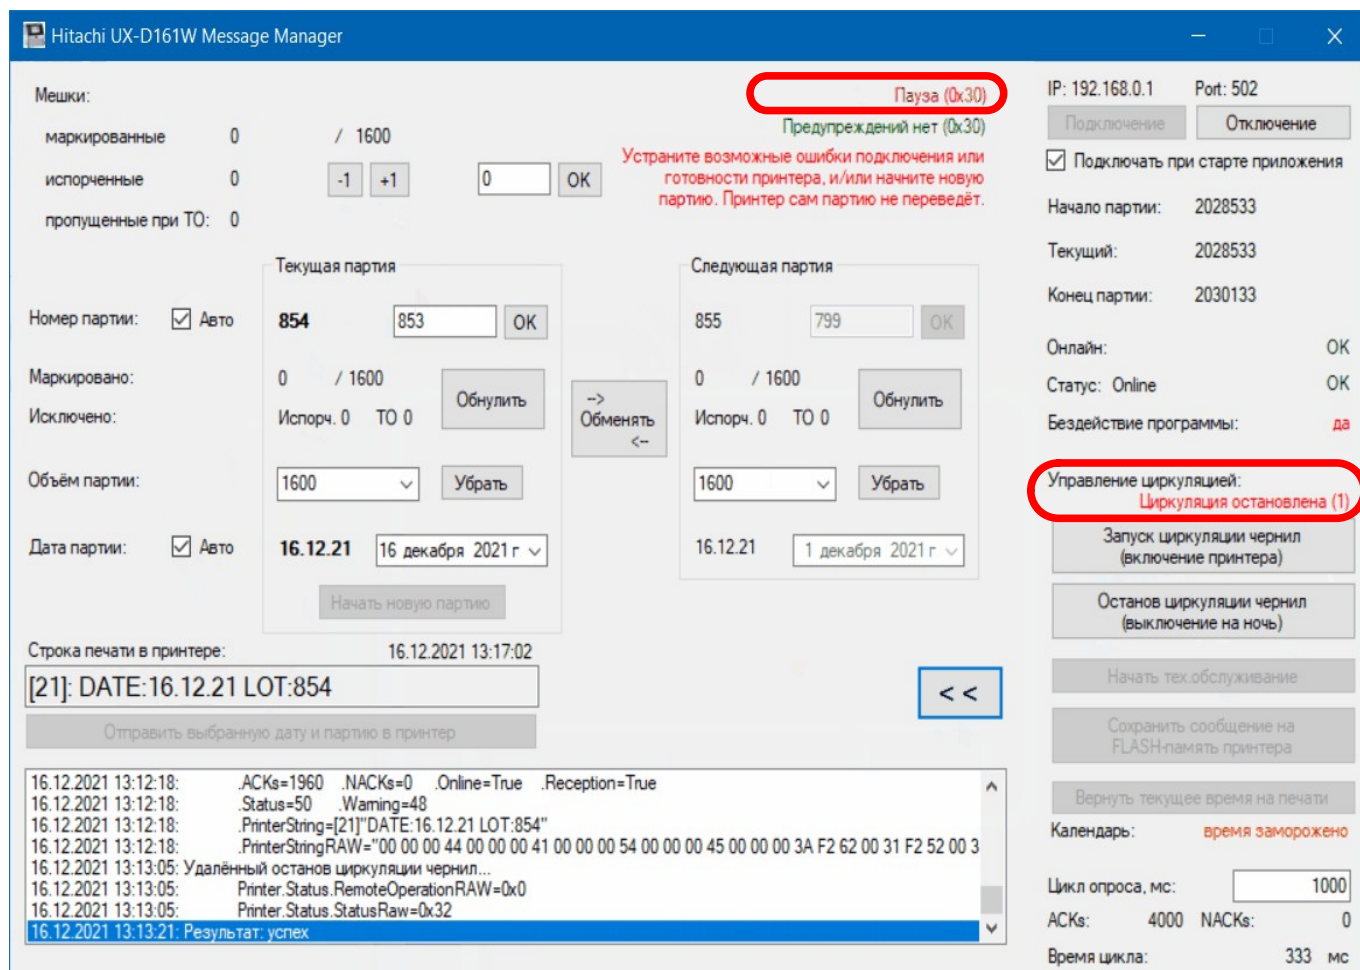 Hitachi UX-D161W Message Manager
Мешки:
маркированные 0 / 1600
испорченные 0 -1 +1 0 OK
пропущенные при ТО: 0
Пауза (0x30)
Предупреждений нет (0x30)
Устраните возможные ошибки подключения или
готовности принтера, и/или начните новую
партию. Принтер сам партию не переведёт.
Текущая партия
Следующая партия
Номер партии: Авто 854 853 OK 855 799 OK
Маркировано: 0 / 1600 0 / 1600
Исключено: Испорч. 0 ТО 0 Испорч. 0 ТО 0
Обнулить
-->
Обменять
<--
Обнулить
Объём партии: 1600 Убрать 1600 Убрать
Дата партии: Авто 16.12.21 16 декабря 2021 г 16.12.21 1 декабря 2021 г
Начать новую партию
Строка печати в принтере: 16.12.2021 13:17:02
[21]: DATE:16.12.21 LOT:854
<<
Отправить выбранную дату и партию в принтер
16.12.2021 13:12:18: .ACKs=1960 .NACKs=0 .Online=True .Reception=True
16.12.2021 13:12:18: .Status=50 .Warning=48
16.12.2021 13:12:18: .PrinterString=[21]"DATE:16.12.21 LOT:854"
16.12.2021 13:12:18: .PrinterStringRAW="00 00 00 44 00 00 00 41 00 00 00 54 00 00 00 45 00 00 00 3A F2 62 00 31 F2 52 00 3
16.12.2021 13:13:05: Удалённый останов циркуляции чернил...
16.12.2021 13:13:05: Printer.Status.RemoteOperationRAW=0x0
16.12.2021 13:13:05: Printer.Status.StatusRaw=0x32
16.12.2021 13:13:21: Результат: успех
IP: 192.168.0.1 Port: 502
Подключение Отключение
Подключать при старте приложения
Начало партии: 2028533
Текущий: 2028533
Конец партии: 2030133
Онлайн: OK
Статус: Online OK
Бездействие программы: да
Управление циркуляцией:
Циркуляция остановлена (1)
Запуск циркуляции чернил
(включение принтера)
Останов циркуляции чернил
(выключение на ночь)
Начать тех.обслуживание
Сохранить сообщение на
FLASH-память принтера
Вернуть текущее время на печати
Календарь: время заморожено
Цикл опроса, мс: 1000
ACKs: 4000 NACKs: 0
Время цикла: 333 мс